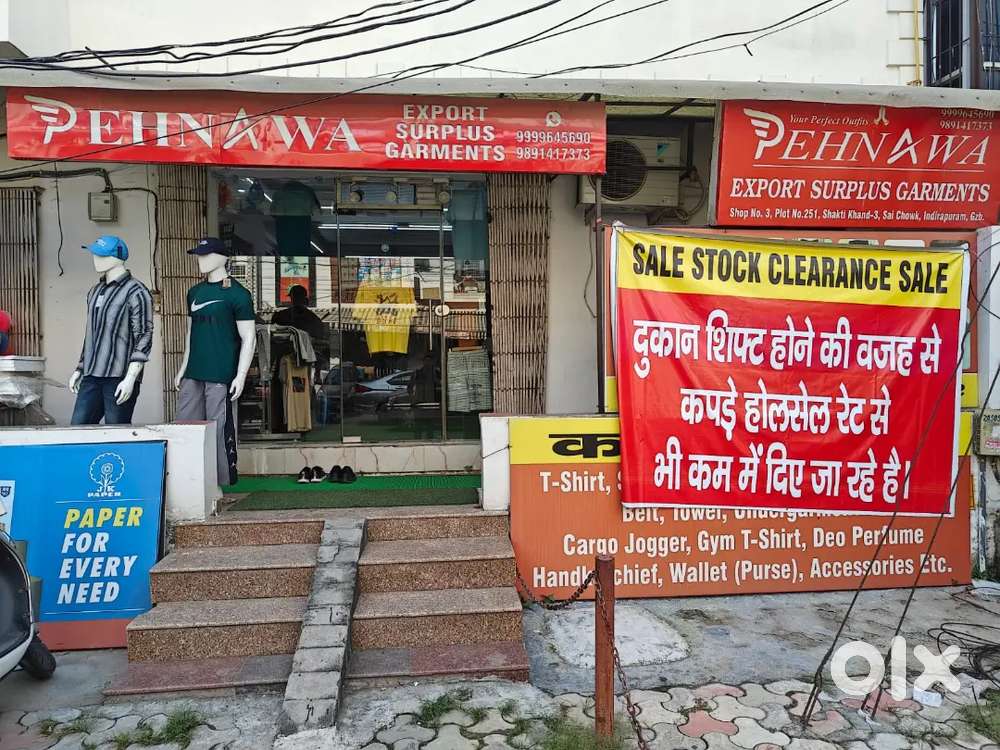 PEHNAWA
EXPORT
SURPLUS
GARMENTS
9999645690
9891417373
Your Perfect Outfits
9999645690
9891417373
PEHNAWA
EXPORT SURPLUS GARMENTS
Shop No. 3, Plot No.251, Shakti Khand-3, Sai Chowk, Indirapuram, Gzb.
SALE STOCK CLEARANCE SALE
दुकान शिफ्ट होने की वजह से
कपड़े होलसेल रेट से
भी कम में दिए जा रहे है।
T-Shirt,
Belt, Towel,
Cargo Jogger, Gym T-Shirt, Deo Perfume
Wallet (Purse), Accessories Etc.
JK
PAPER
PAPER
FOR
EVERY
NEED
olx